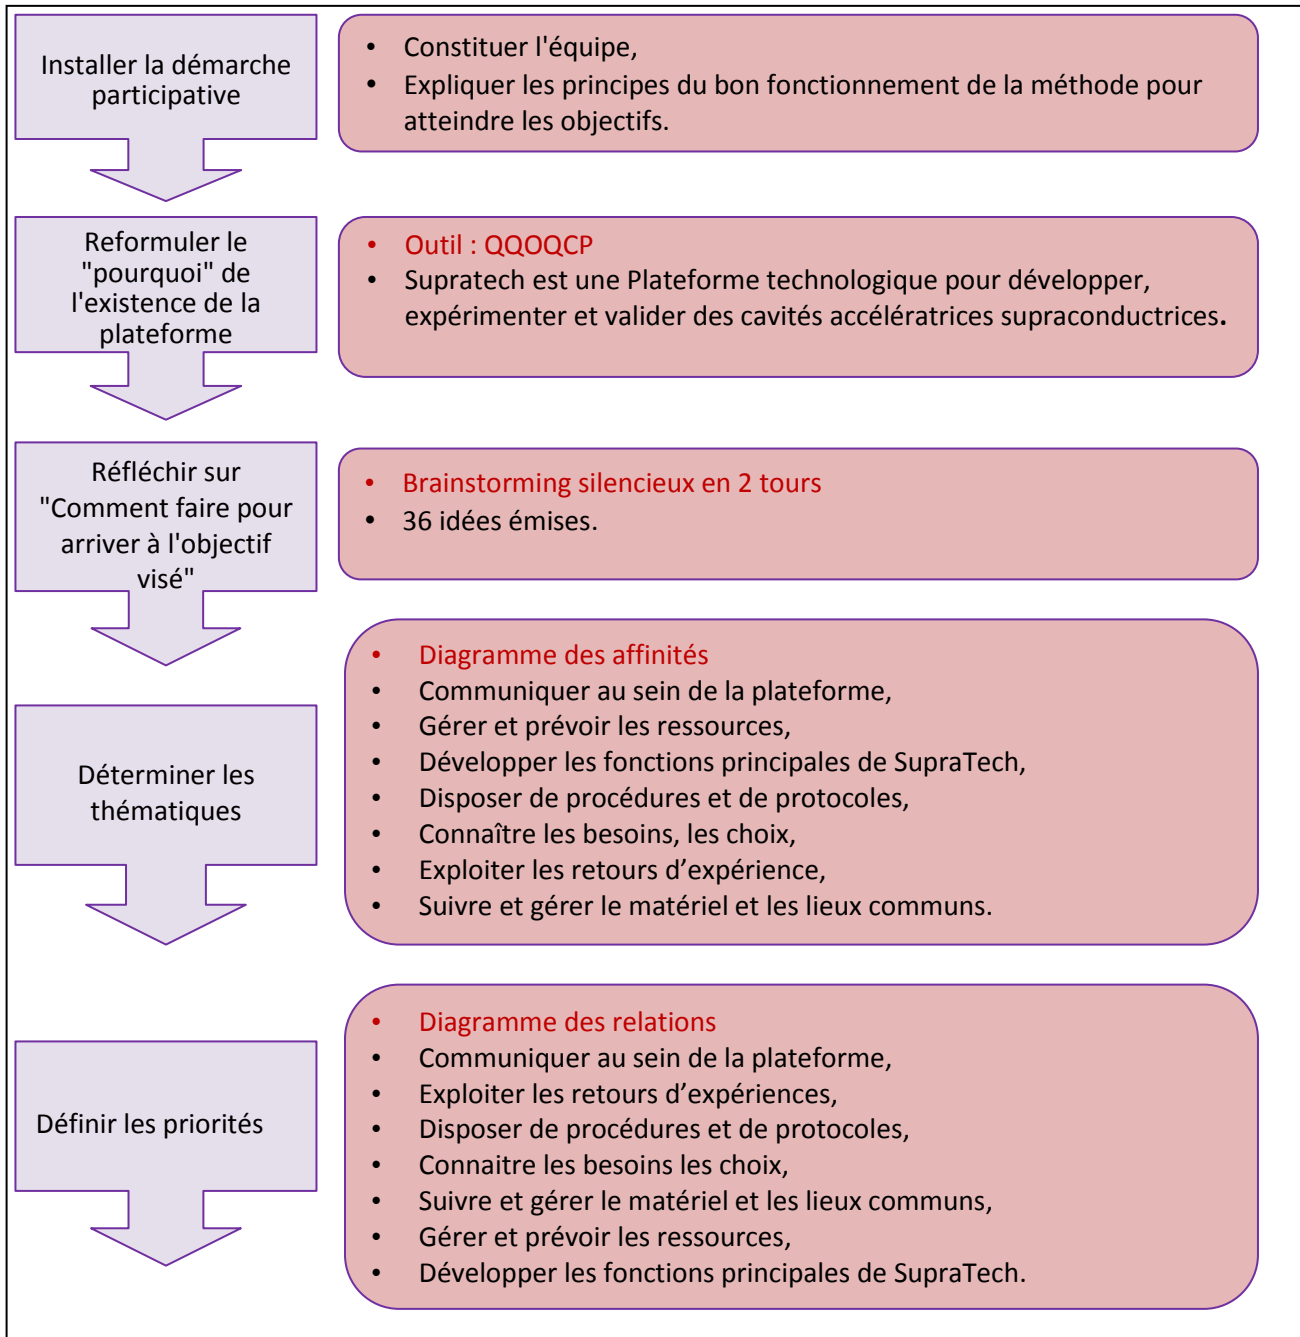 Installer la démarche
participative
• Constituer l'équipe,
• Expliquer les principes du bon fonctionnement de la méthode pour
atteindre les objectifs.
Reformuler le
"pourquoi" de
l'existence de la
plateforme
• Outil : QQOQCP
• Supratech est une Plateforme technologique pour développer,
expérimenter et valider des cavités accélératrices supraconductrices.
Réfléchir sur
"Comment faire pour
arriver à l'objectif
visé"
• Brainstorming silencieux en 2 tours
• 36 idées émises.
Déterminer les
thématiques
• Diagramme des affinités
• Communiquer au sein de la plateforme,
• Gérer et prévoir les ressources,
• Développer les fonctions principales de SupraTech,
• Disposer de procédures et de protocoles,
• Connaître les besoins, les choix,
• Exploiter les retours d’expérience,
• Suivre et gérer le matériel et les lieux communs.
Définir les priorités
• Diagramme des relations
• Communiquer au sein de la plateforme,
• Exploiter les retours d’expériences,
• Disposer de procédures et de protocoles,
• Connaitre les besoins les choix,
• Suivre et gérer le matériel et les lieux communs,
• Gérer et prévoir les ressources,
• Développer les fonctions principales de SupraTech.